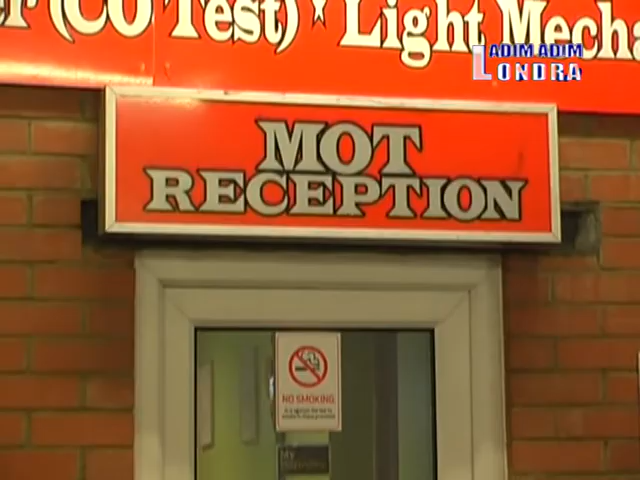 (CO Test) * Light Mecha
ADIM ADIM
LONDRA
MOT
RECEPTION
NO SMOKING